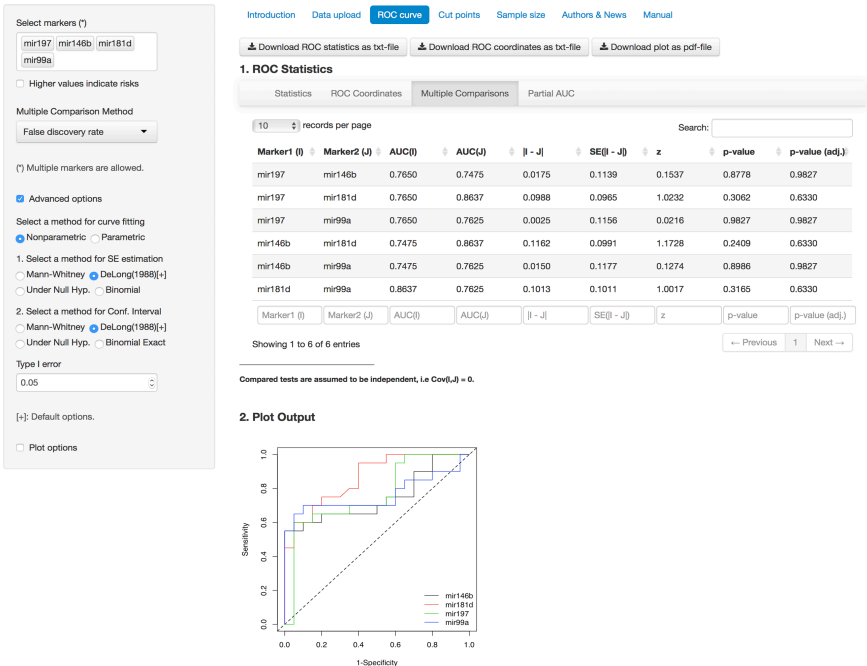 Select markers (*)
mir197 mir146b mir181d
mir99a
Higher values indicate risks
Multiple Comparison Method
False discovery rate
(*) Multiple markers are allowed.
Advanced options
Select a method for curve fitting
Nonparametric Parametric
1. Select a method for SE estimation
Mann-Whitney DeLong(1988)[+]
Under Null Hyp. Binomial
2. Select a method for Conf. Interval
Mann-Whitney DeLong(1988)[+]
Under Null Hyp. Binomial Exact
Type I error
0.05
[+]: Default options.
Plot options
Introduction Data upload ROC curve Cut points Sample size Authors & News Manual
Download ROC statistics as txt-file Download ROC coordinates as txt-file Download plot as pdf-file
1. ROC Statistics
Statistics ROC Coordinates Multiple Comparisons Partial AUC
10 records per page Search:
Marker1 (I) Marker2 (J) AUC(I) AUC(J) |I - J| SE(|I - J|) z p-value p-value (adj.)
mir197 mir146b 0.7650 0.7475 0.0175 0.1139 0.1537 0.8778 0.9827
mir197 mir181d 0.7650 0.8637 0.0988 0.0965 1.0232 0.3062 0.6330
mir197 mir99a 0.7650 0.7625 0.0025 0.1156 0.0216 0.9827 0.9827
mir146b mir181d 0.7475 0.8637 0.1162 0.0991 1.1728 0.2409 0.6330
mir146b mir99a 0.7475 0.7625 0.0150 0.1177 0.1274 0.8986 0.9827
mir181d mir99a 0.8637 0.7625 0.1013 0.1011 1.0017 0.3165 0.6330
Marker1 (I) Marker2 (J) AUC(I) AUC(J) |I - J| SE(|I - J|) z p-value p-value (adj.)
Showing 1 to 6 of 6 entries ← Previous 1 Next →
Compared tests are assumed to be independent, i.e Cov(I,J) = 0.
2. Plot Output
Sensitivity
1.0
0.8
0.6
0.4
0.2
0.0
mir146b
mir181d
mir197
mir99a
0.0 0.2 0.4 0.6 0.8 1.0
1-Specificity